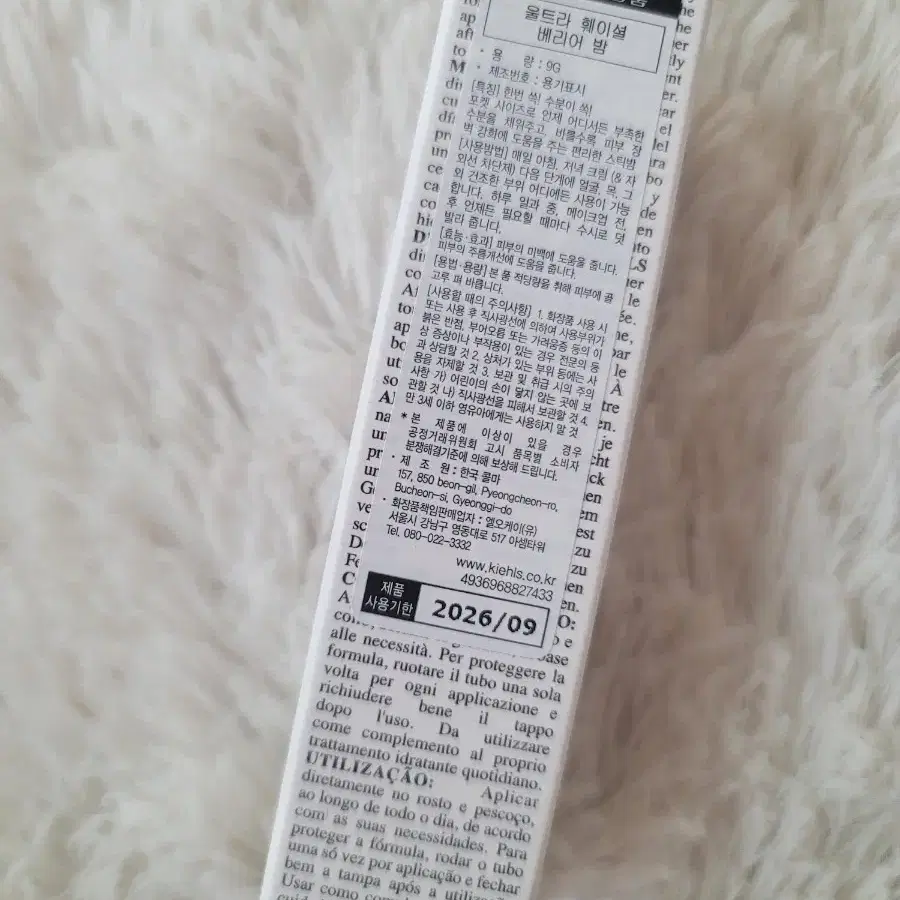 울트라 훼이셜
베리어 밤
· 용 량 : 9G
· 제조번호 : 용기표시
[특징] 한번 쏙! 수분이 쏙!
포켓 사이즈로 언제 어디서든 부족한
수분을 채워주고, 바를수록 피부 장
벽 강화에 도움을 주는 편리한 스틱밤
[사용방법] 매일 아침, 저녁 크림 (& 자
외선 차단제) 다음 단계에 얼굴, 목, 그
외 건조한 부위 어디에든 사용이 가능
합니다. 하루 일과 중, 메이크업 전,
후 언제든 필요할 때마다 수시로 덧
발라 줍니다.
[효능·효과] 피부의 미백에 도움을 줍니다.
피부의 주름개선에 도움을 줍니다.
[용법·용량] 본 품 적당량을 취해 피부에 골
고루 펴 바릅니다.
[사용할 때의 주의사항] 1. 화장품 사용 시
또는 사용 후 직사광선에 의하여 사용부위가
붉은 반점, 부어오름 또는 가려움증 등의 이
상 증상이나 부작용이 있는 경우 전문의 등
과 상담할 것 2. 상처가 있는 부위 등에는 사
용을 자제할 것 3. 보관 및 취급 시의 주의
사항 가) 어린이의 손이 닿지 않는 곳에 보
관할 것 나) 직사광선을 피해서 보관할 것 4.
만 3세 이하 영유아에게는 사용하지 말 것
* 본 제품에 이상이 있을 경우
공정거래위원회 고시 품목별 소비자
분쟁해결기준에 의해 보상해 드립니다.
· 제 조 원 : 한국 콜마
157, 850 beon-gil, Pyeongcheon-ro,
Bucheon-si, Gyeonggi-do
· 화장품책임판매업자 : 엘오케이(유)
서울시 강남구 영동대로 517 아셈타워
Tel. 080-022-3332
www.kiehls.co.kr
4936968827433
제품
사용기한 2026/09
alle necessità. Per proteggere la
formula, ruotare il tubo una sola
volta per ogni applicazione e
richiudere bene il tappo
dopo l'uso. Da utilizzare
come complemento al proprio
trattamento idratante quotidiano.
UTILIZAÇÃO: Aplicar
diretamente no rosto e pescoço,
ao longo de todo o dia, de acordo
com as suas necessidades. Para
proteger a fórmula, rodar o tubo
uma só vez por aplicação e fechar
bem a tampa após a
Usar como